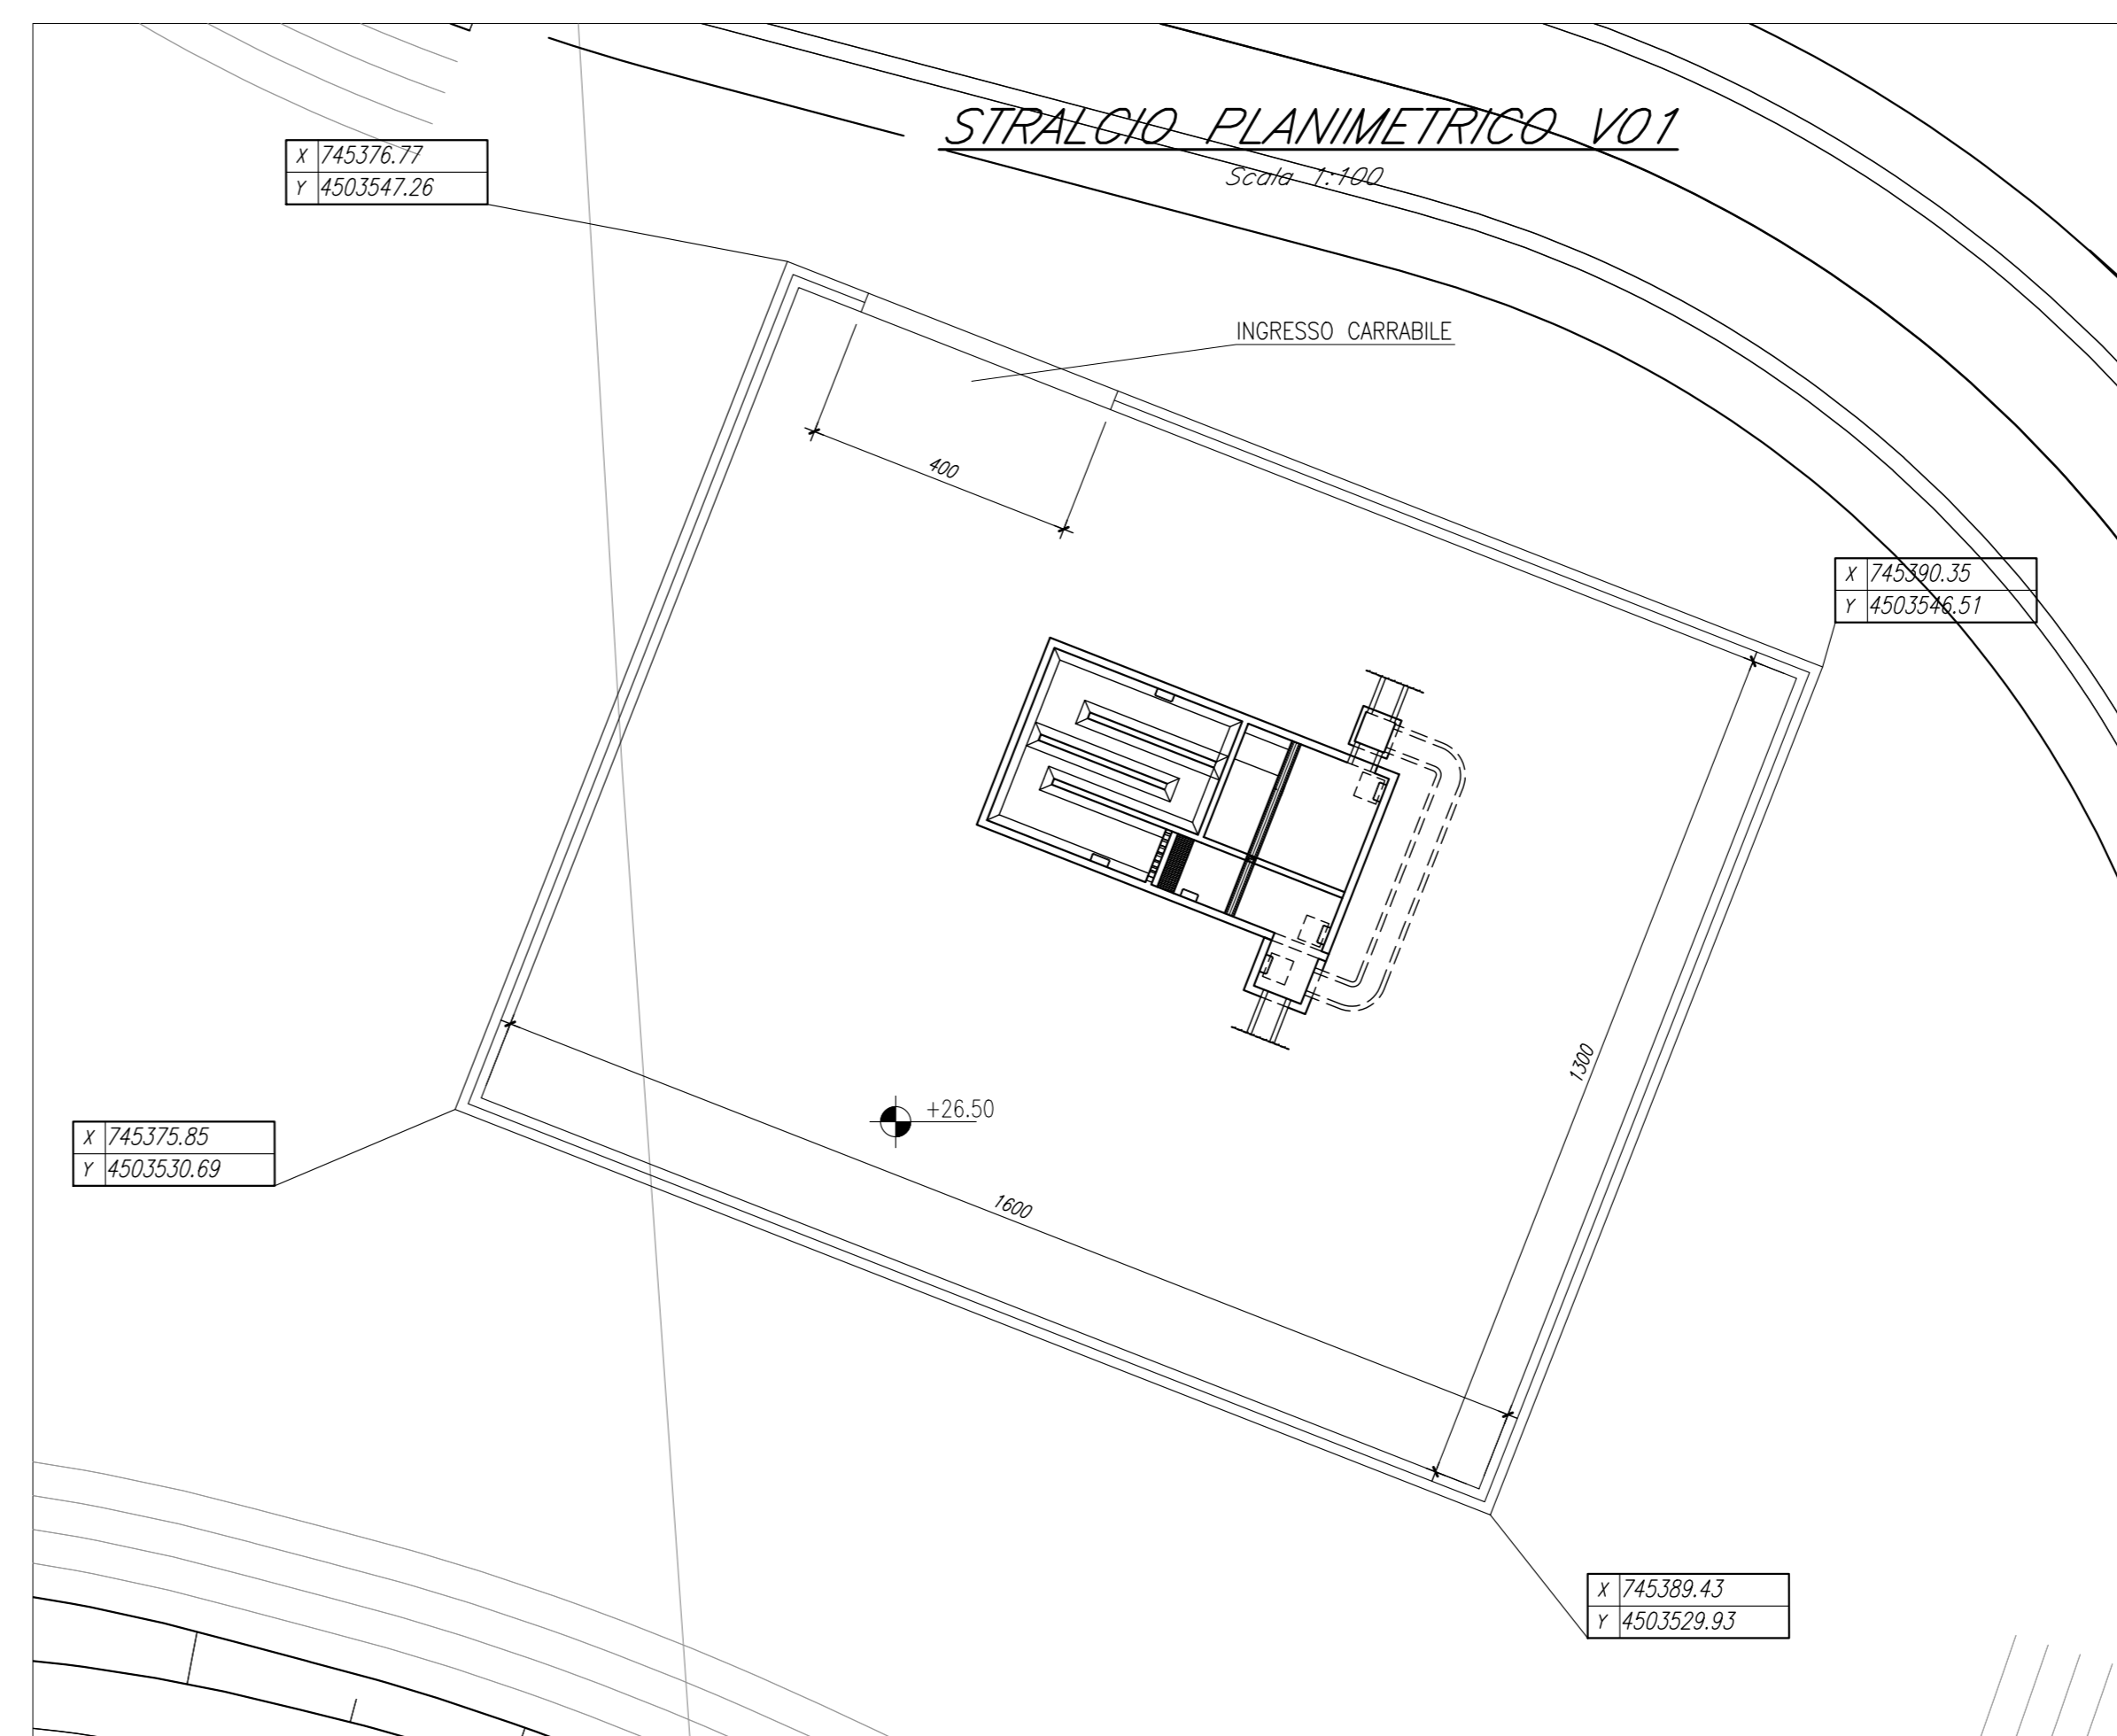 STRALCIO PLANIMETRICO V01
Scala 1:100
X 745376.77
Y 4503547.26
INGRESSO CARRABILE
400
X 745390.35
Y 4503546.51
1300
+26.50
X 745375.85
Y 4503530.69
1600
X 745389.43
Y 4503529.93